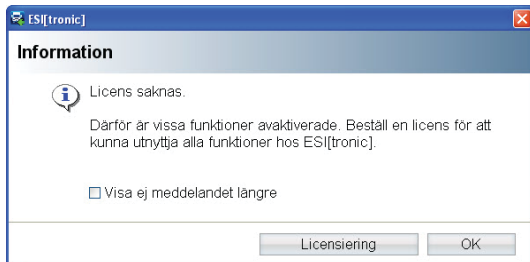 ESI[tronic]
Information
Licens saknas.
Därför är vissa funktioner avaktiverade. Beställ en licens för att
kunna utnyttja alla funktioner hos ESI[tronic].
Visa ej meddelandet längre
Licensiering
OK